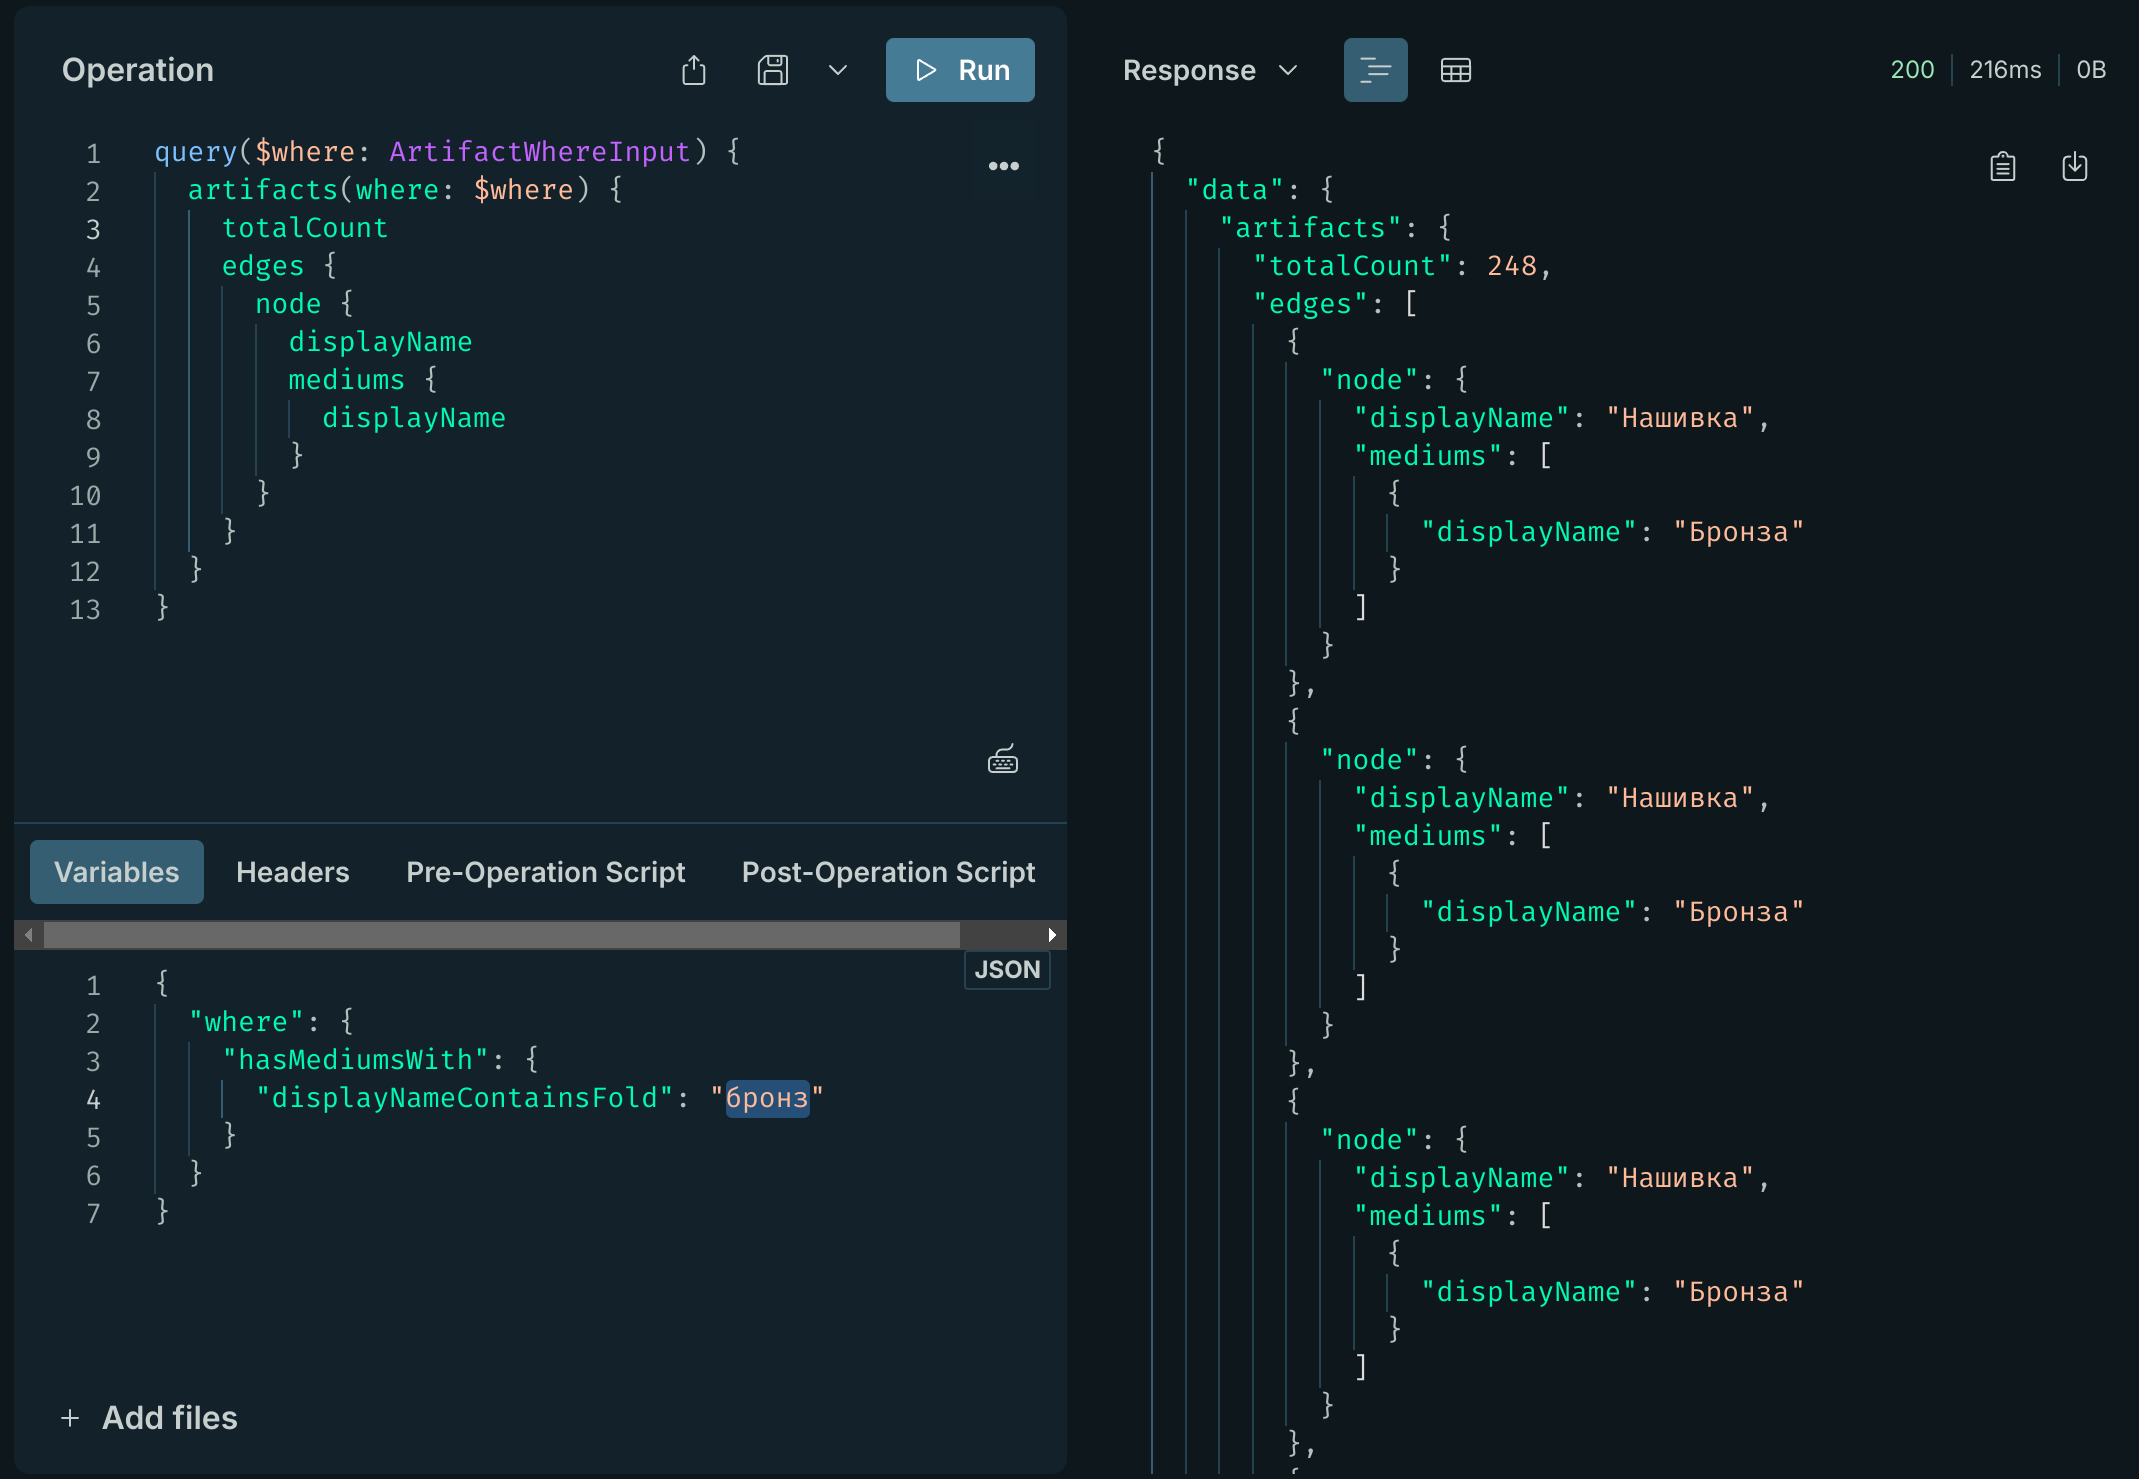 Operation
Run
1 query($where: ArtifactWhereInput) {
2 artifacts(where: $where) {
3 totalCount
4 edges {
5 node {
6 displayName
7 mediums {
8 displayName
9 }
10 }
11 }
12 }
13 }
Variables Headers Pre-Operation Script Post-Operation Script
JSON
1 {
2 "where": {
3 "hasMediumsWith": {
4 "displayNameContainsFold": "бронз"
5 }
6 }
7 }
+ Add files
Response
200 216ms 0B
{
"data": {
"artifacts": {
"totalCount": 248,
"edges": [
{
"node": {
"displayName": "Нашивка",
"mediums": [
{
"displayName": "Бронза"
}
]
}
},
{
"node": {
"displayName": "Нашивка",
"mediums": [
{
"displayName": "Бронза"
}
]
}
},
{
"node": {
"displayName": "Нашивка",
"mediums": [
{
"displayName": "Бронза"
}
]
}
},
{